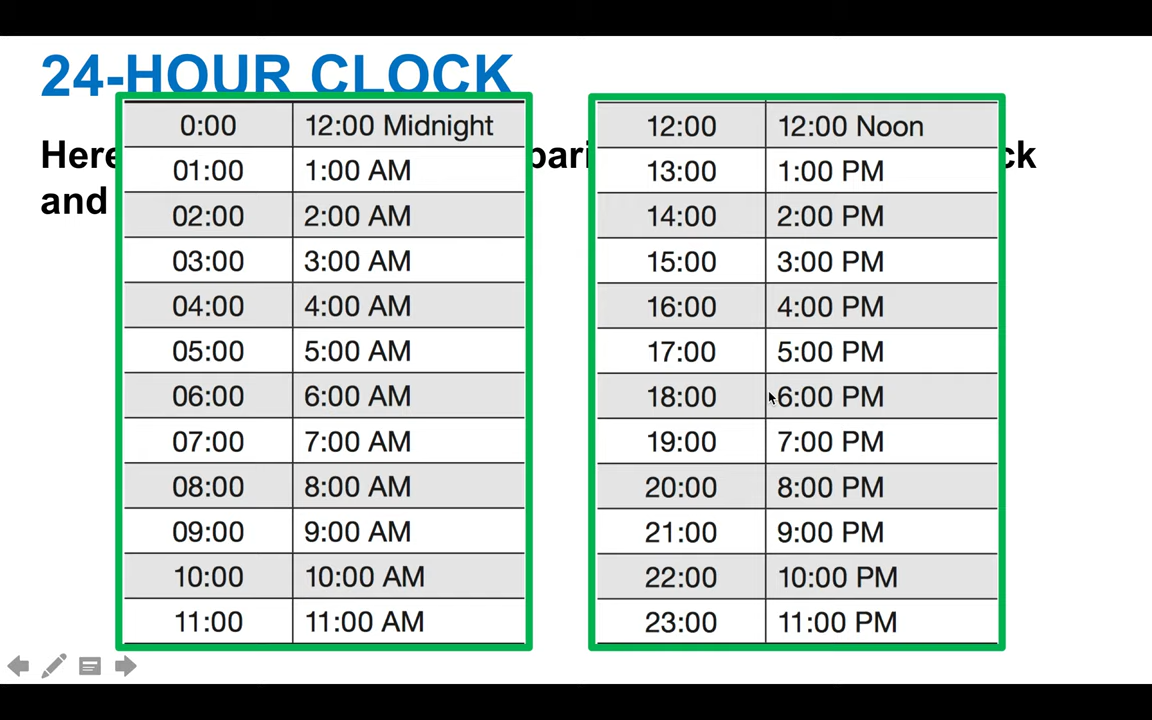 24-HOUR CLOCK
Here
and
0:00 12:00 Midnight
01:00 1:00 AM
02:00 2:00 AM
03:00 3:00 AM
04:00 4:00 AM
05:00 5:00 AM
06:00 6:00 AM
07:00 7:00 AM
08:00 8:00 AM
09:00 9:00 AM
10:00 10:00 AM
11:00 11:00 AM
12:00 12:00 Noon
13:00 1:00 PM
14:00 2:00 PM
15:00 3:00 PM
16:00 4:00 PM
17:00 5:00 PM
18:00 6:00 PM
19:00 7:00 PM
20:00 8:00 PM
21:00 9:00 PM
22:00 10:00 PM
23:00 11:00 PM